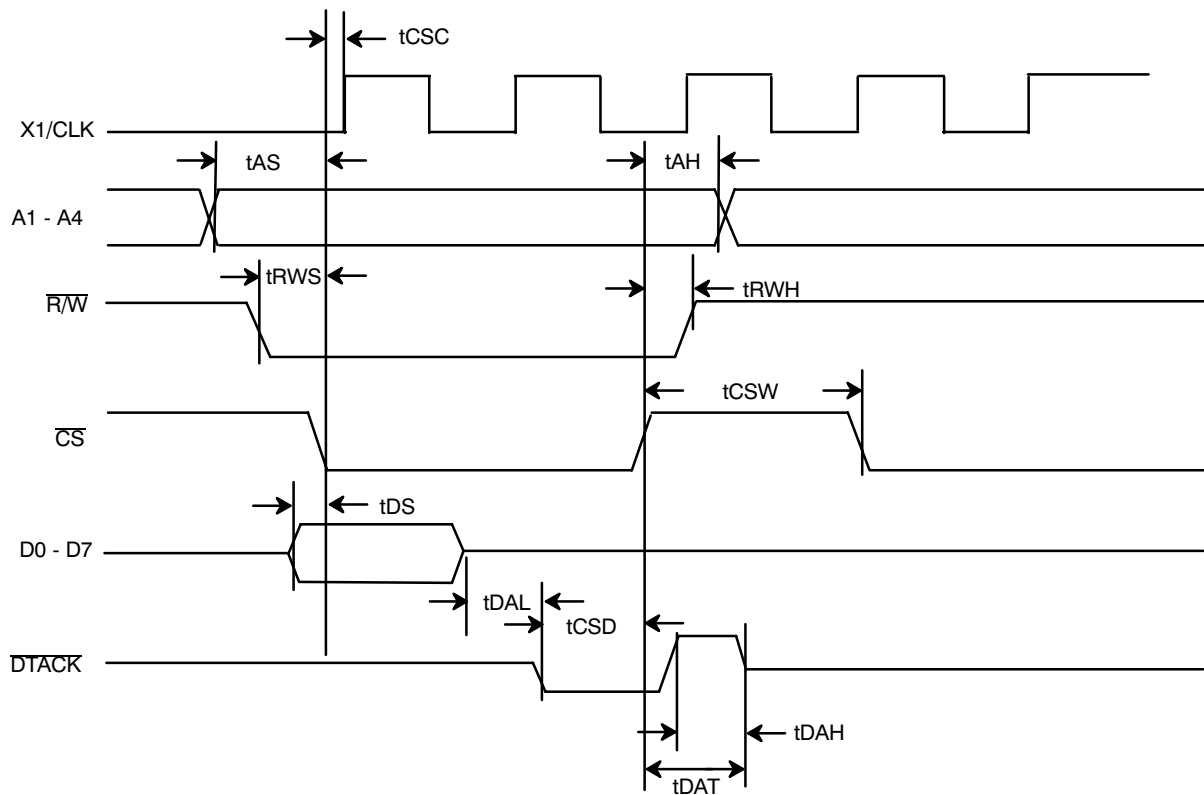 tCSC
X1/CLK
tAS
tAH
A1 - A4
tRWS
R/W
tRWH
tCSW
CS
tDS
D0 - D7
tDAL
tCSD
DTACK
tDAH
tDAT